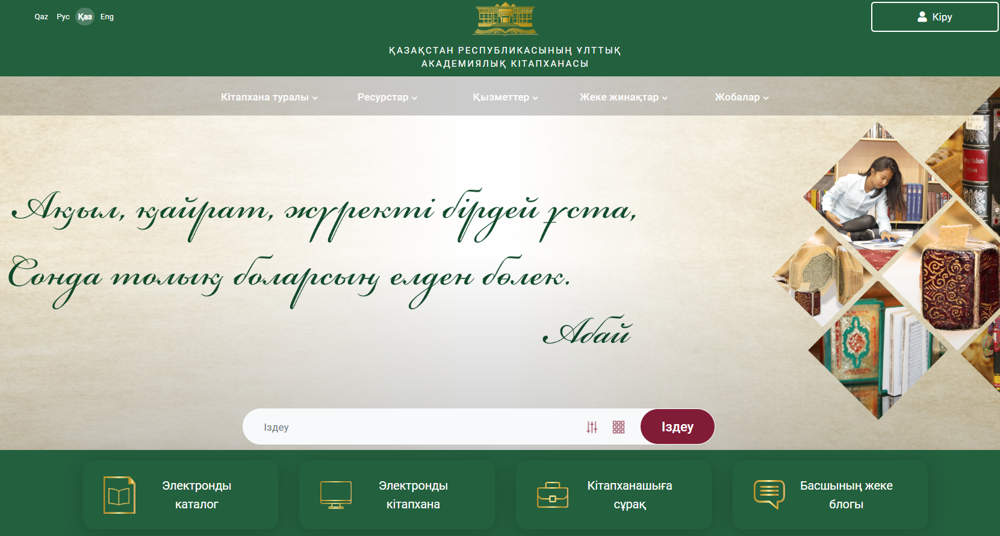 Qaz Рус Қаз Eng
Кіру
ҚАЗАҚСТАН РЕСПУБЛИКАСЫНЫҢ ҰЛТТЫҚ
АКАДЕМИЯЛЫҚ КІТАПХАНАСЫ
Кітапхана туралы Ресурстар Қызметтер Жеке жинақтар Жобалар
Ақыл, қайрат, жүректі бірдей ұста,
Сонда толық боларсың елден бөлек.
Абай
Іздеу Іздеу
Электронды
каталог
Электронды
кітапхана
Кітапханашыға
сұрақ
Басшының жеке
блогы